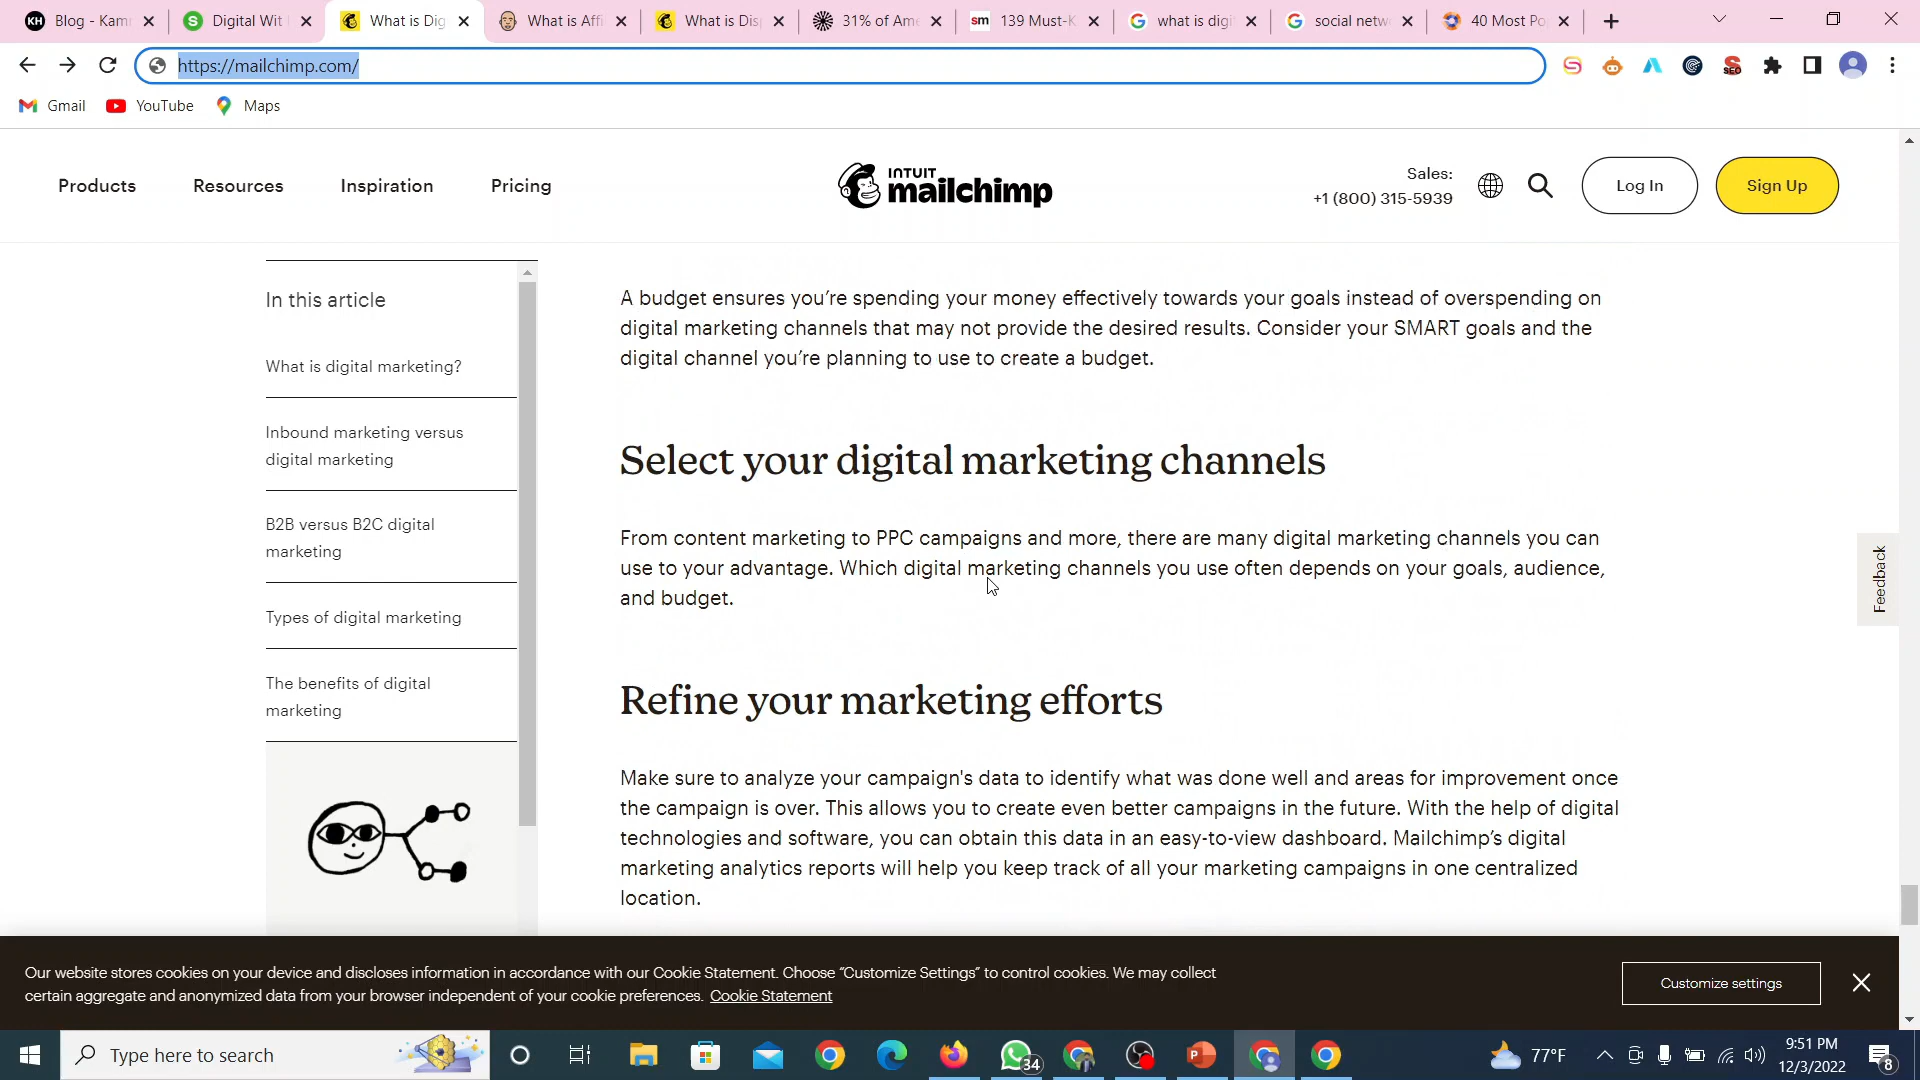 Blog - Kam
Digital Wit
What is Dig
What is Affi
What is Dis
31% of Ame
sm
139 Must-K
what is digi
social netw
40 Most Po
https://mailchimp.com/
Gmail
YouTube
Maps
Products
Resources
Inspiration
Pricing
INTUIT
mailchimp
Sales:
+1 (800) 315-5939
Log In
Sign Up
In this article
What is digital marketing?
Inbound marketing versus
digital marketing
B2B versus B2C digital
marketing
Types of digital marketing
The benefits of digital
marketing
A budget ensures you’re spending your money effectively towards your goals instead of overspending on
digital marketing channels that may not provide the desired results. Consider your SMART goals and the
digital channel you’re planning to use to create a budget.
Select your digital marketing channels
From content marketing to PPC campaigns and more, there are many digital marketing channels you can
use to your advantage. Which digital marketing channels you use often depends on your goals, audience,
and budget.
Refine your marketing efforts
Make sure to analyze your campaign's data to identify what was done well and areas for improvement once
the campaign is over. This allows you to create even better campaigns in the future. With the help of digital
technologies and software, you can obtain this data in an easy-to-view dashboard. Mailchimp’s digital
marketing analytics reports will help you keep track of all your marketing campaigns in one centralized
location.
Feedback
Our website stores cookies on your device and discloses information in accordance with our Cookie Statement. Choose “Customize Settings” to control cookies. We may collect
certain aggregate and anonymized data from your browser independent of your cookie preferences. Cookie Statement
Customize settings
Type here to search
34
77°F
9:51 PM
12/3/2022
8